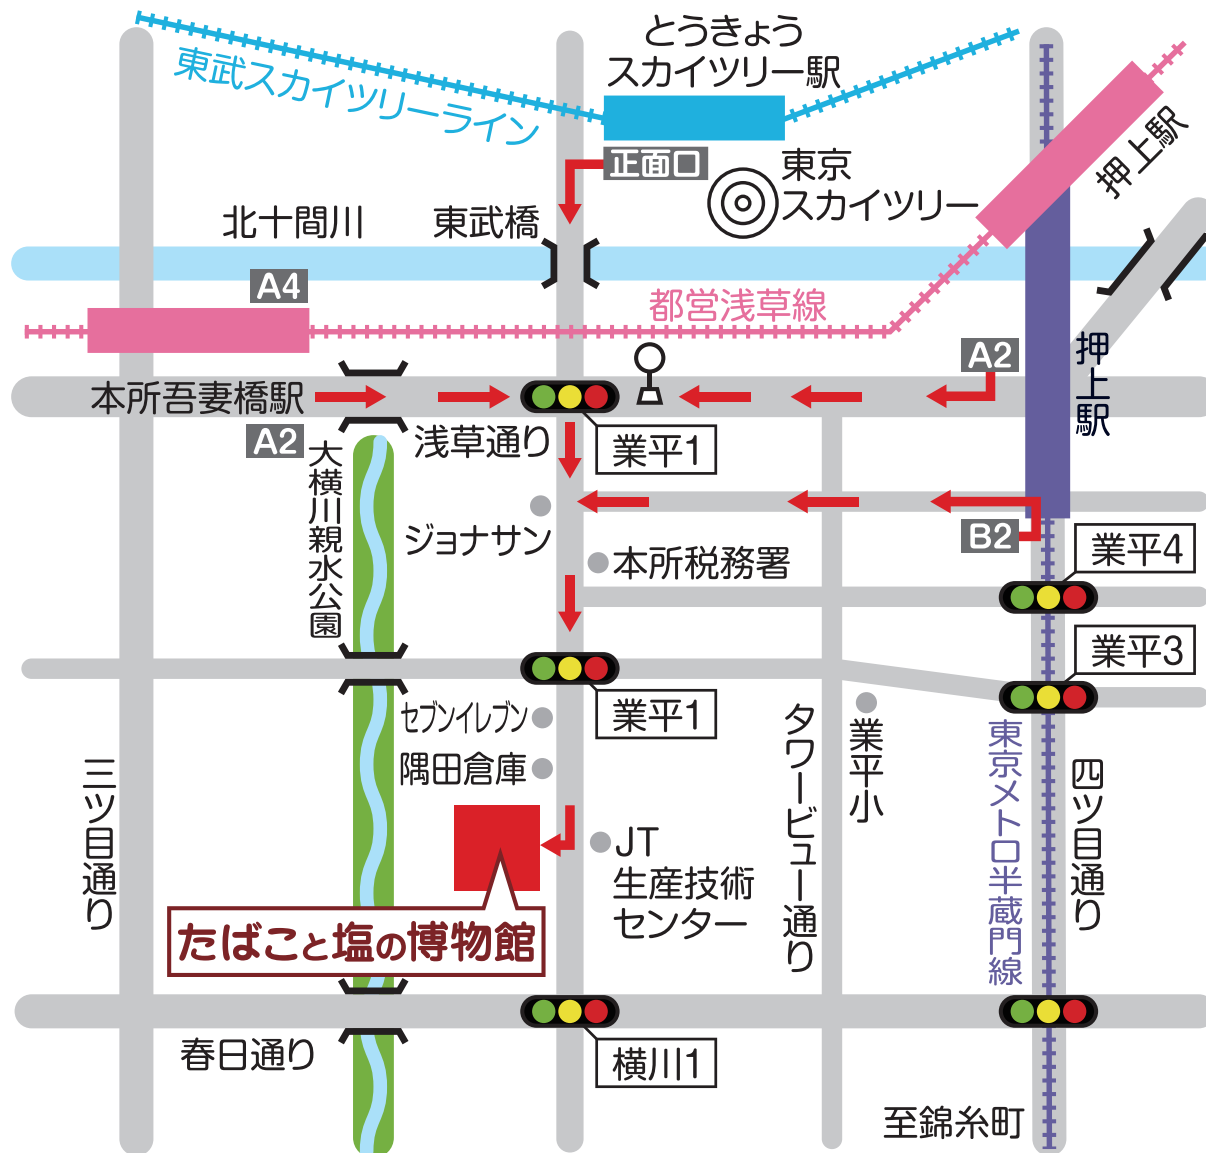 とうきょう
スカイツリー駅
東武スカイツリーライン
正面口
東京
スカイツリー
押上駅
北十間川
東武橋
A4
都営浅草線
A2
押上駅
本所吾妻橋駅
A2
浅草通り
業平1
大横川親水公園
ジョナサン
B2
本所税務署
業平4
業平3
業平1
セブンイレブン
隅田倉庫
タワービュー通り
業平小
東京メトロ半蔵門線
四ツ目通り
三ツ目通り
JT
生産技術
センター
たばこと塩の博物館
春日通り
横川1
至錦糸町